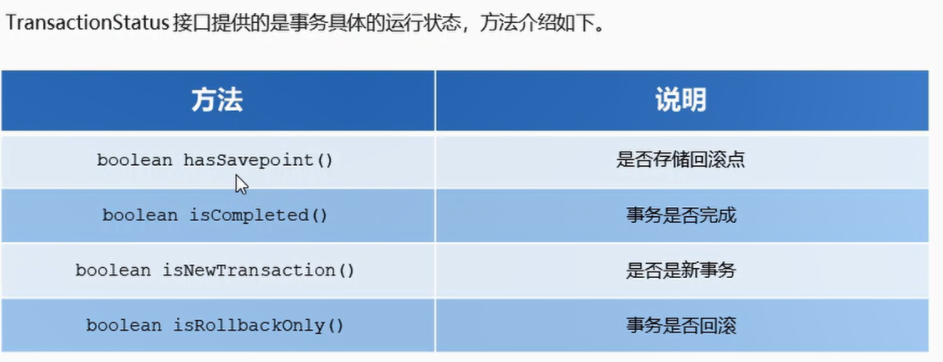 TransactionStatus 接口提供的是事务具体的运行状态，方法介绍如下。
方法 说明
boolean hasSavepoint() 是否存储回滚点
boolean isCompleted() 事务是否完成
boolean isNewTransaction() 是否是新事务
boolean isRollbackOnly() 事务是否回滚